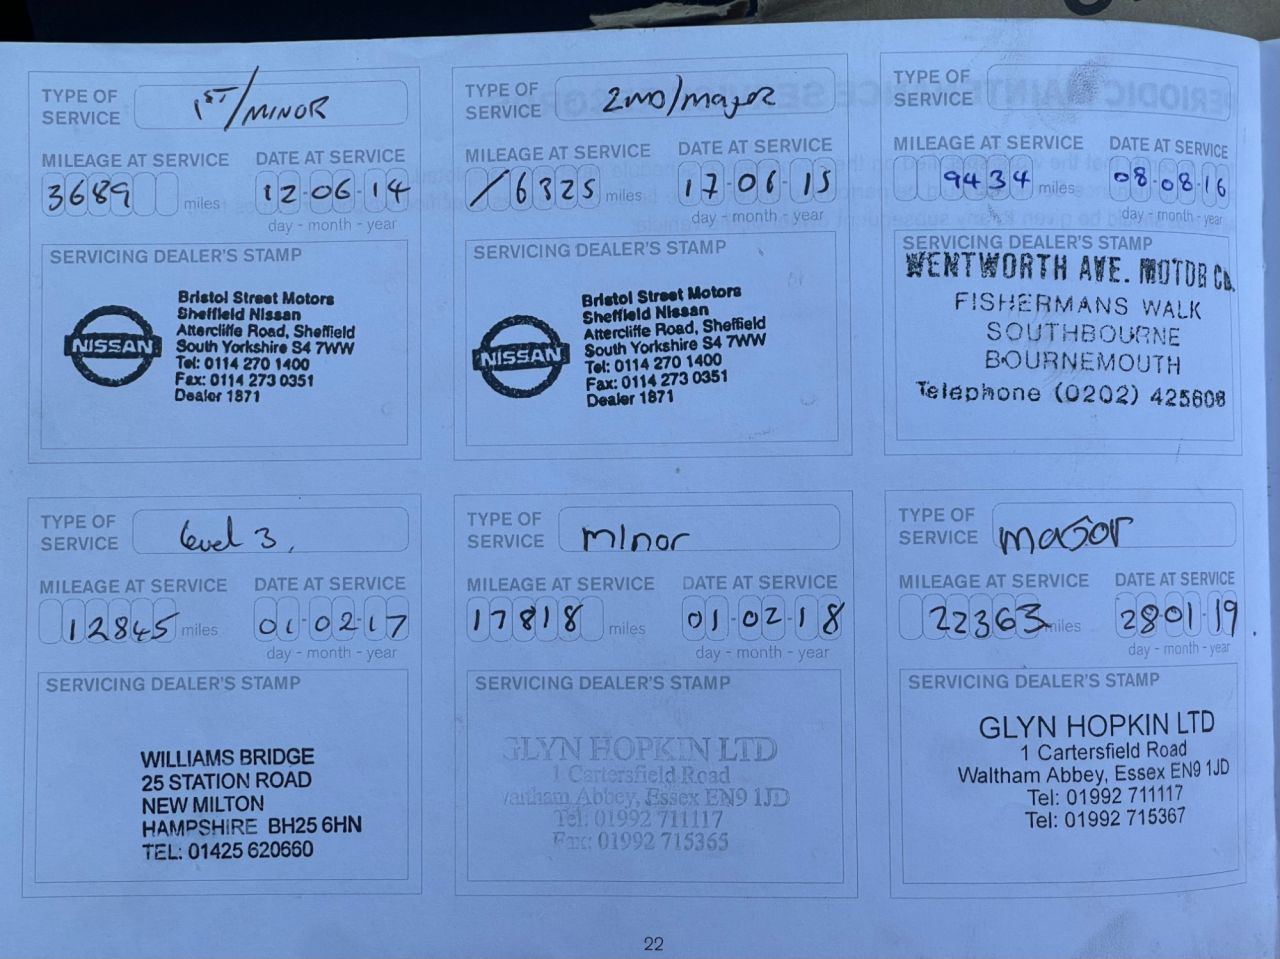 TYPE OF SERVICE 1ST/MINOR
MILEAGE AT SERVICE DATE AT SERVICE
3689 miles 12-06-14
day - month - year
SERVICING DEALER'S STAMP
NISSAN
Bristol Street Motors
Sheffield Nissan
Attercliffe Road, Sheffield
South Yorkshire S4 7WW
Tel: 0114 270 1400
Fax: 0114 273 0351
Dealer 1871
TYPE OF SERVICE 2ND/major
MILEAGE AT SERVICE DATE AT SERVICE
/6325 miles 17-06-15
day - month - year
SERVICING DEALER'S STAMP
NISSAN
Bristol Street Motors
Sheffield Nissan
Attercliffe Road, Sheffield
South Yorkshire S4 7WW
Tel: 0114 270 1400
Fax: 0114 273 0351
Dealer 1871
TYPE OF SERVICE
MILEAGE AT SERVICE DATE AT SERVICE
9434 miles 08-08-16
day - month - year
SERVICING DEALER'S STAMP
WENTWORTH AVE. MOTOR Co.
FISHERMANS WALK
SOUTHBOURNE
BOURNEMOUTH
Telephone (0202) 425608
TYPE OF SERVICE level 3,
MILEAGE AT SERVICE DATE AT SERVICE
12845 miles 01-02-17
day - month - year
SERVICING DEALER'S STAMP
WILLIAMS BRIDGE
25 STATION ROAD
NEW MILTON
HAMPSHIRE BH25 6HN
TEL: 01425 620660
TYPE OF SERVICE minor
MILEAGE AT SERVICE DATE AT SERVICE
17818 miles 01-02-18
day - month - year
SERVICING DEALER'S STAMP
GLYN HOPKIN LTD
1 Cartersfield Road
Waltham Abbey, Essex EN9 1JD
Tel: 01992 711117
Fax: 01992 715365
TYPE OF SERVICE maJor
MILEAGE AT SERVICE DATE AT SERVICE
22363 miles 28-01-19
day - month - year
SERVICING DEALER'S STAMP
GLYN HOPKIN LTD
1 Cartersfield Road
Waltham Abbey, Essex EN9 1JD
Tel: 01992 711117
Tel: 01992 715367
22